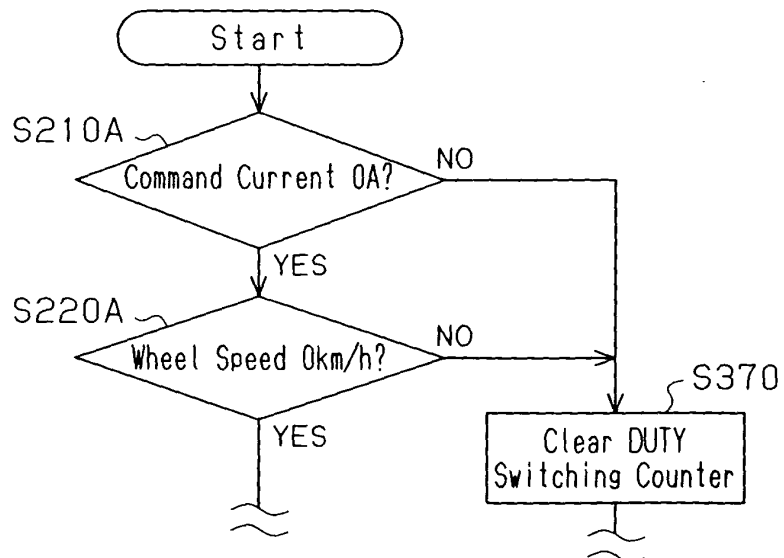 Start
S210A
Command Current 0A?
NO
YES
S220A
Wheel Speed 0km/h?
NO
YES
S370
Clear DUTY
Switching Counter